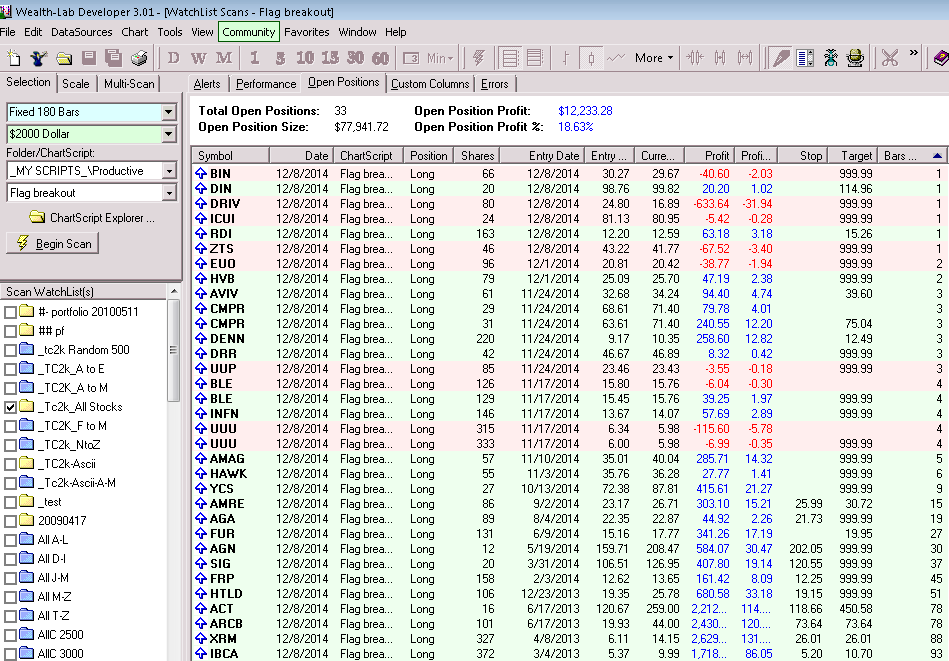 Wealth-Lab Developer 3.01 - [WatchList Scans - Flag breakout]
File Edit DataSources Chart Tools View Community Favorites Window Help
D W M 1 3 10 15 30 60 Min More
Selection Scale Multi-Scan
Alerts Performance Open Positions Custom Columns Errors
Fixed 180 Bars
$2000 Dollar
Folder/ChartScript:
_MY SCRIPTS_\Productive
Flag breakout
ChartScript Explorer ...
Begin Scan
Scan WatchList(s)
#- portfolio 20100511
## pf
_tc2k Random 500
_TC2K_A to E
_TC2K_A to M
_Tc2k_All Stocks
_TC2K_F to M
_TC2K_NtoZ
_TC2k-Ascii
_TC2k-Ascii-A-M
_test
20090417
All A-L
All D-I
All J-M
All M-Z
All T-Z
AllC 2500
AllC 3000
Total Open Positions: 33 Open Position Profit: $12,233.28
Open Position Size: $77,941.72 Open Position Profit %: 18.63%
Symbol Date ChartScript Position Shares Entry Date Entry ... Curre... Profit Profi... Stop Target Bars ...
BIN 12/8/2014 Flag brea... Long 66 12/8/2014 30.27 29.67 -40.60 -2.03 999.99 1
DIN 12/8/2014 Flag brea... Long 20 12/8/2014 98.76 99.82 20.20 1.02 114.96 1
DRIV 12/8/2014 Flag brea... Long 80 12/8/2014 24.80 16.89 -633.64 -31.94 999.99 1
ICUI 12/8/2014 Flag brea... Long 24 12/8/2014 81.13 80.95 -5.42 -0.28 999.99 1
RDI 12/8/2014 Flag brea... Long 163 12/8/2014 12.20 12.59 63.18 3.18 15.26 1
ZTS 12/8/2014 Flag brea... Long 46 12/8/2014 43.22 41.77 -67.52 -3.40 999.99 1
EUO 12/8/2014 Flag brea... Long 96 12/1/2014 20.81 20.42 -38.77 -1.94 999.99 2
HVB 12/8/2014 Flag brea... Long 79 12/1/2014 25.09 25.70 47.19 2.38 999.99 2
AVIV 12/8/2014 Flag brea... Long 61 11/24/2014 32.68 34.24 94.40 4.74 39.60 3
CMPR 12/8/2014 Flag brea... Long 29 11/24/2014 68.61 71.40 79.78 4.01 3
CMPR 12/8/2014 Flag brea... Long 31 11/24/2014 63.61 71.40 240.55 12.20 75.04 3
DENN 12/8/2014 Flag brea... Long 220 11/24/2014 9.17 10.35 258.60 12.82 12.49 3
DRR 12/8/2014 Flag brea... Long 42 11/24/2014 46.67 46.89 8.32 0.42 999.99 3
UUP 12/8/2014 Flag brea... Long 85 11/24/2014 23.46 23.43 -3.55 -0.18 999.99 3
BLE 12/8/2014 Flag brea... Long 126 11/17/2014 15.80 15.76 -6.04 -0.30 4
BLE 12/8/2014 Flag brea... Long 129 11/17/2014 15.45 15.76 39.25 1.97 999.99 4
INFN 12/8/2014 Flag brea... Long 146 11/17/2014 13.67 14.07 57.69 2.89 999.99 4
UUU 12/8/2014 Flag brea... Long 315 11/17/2014 6.34 5.98 -115.60 -5.78 4
UUU 12/8/2014 Flag brea... Long 333 11/17/2014 6.00 5.98 -6.99 -0.35 999.99 4
AMAG 12/8/2014 Flag brea... Long 57 11/10/2014 35.01 40.04 285.71 14.32 999.99 5
HAWK 12/8/2014 Flag brea... Long 55 11/3/2014 35.76 36.28 27.77 1.41 999.99 6
YCS 12/8/2014 Flag brea... Long 27 10/13/2014 72.38 87.81 415.61 21.27 999.99 9
AMRE 12/8/2014 Flag brea... Long 86 9/2/2014 23.17 26.71 303.10 15.21 25.99 30.72 15
AGA 12/8/2014 Flag brea... Long 89 8/4/2014 22.35 22.87 44.92 2.26 21.73 999.99 19
FUR 12/8/2014 Flag brea... Long 131 6/9/2014 15.16 17.77 341.26 17.19 19.95 27
AGN 12/8/2014 Flag brea... Long 12 5/19/2014 159.71 208.47 584.07 30.47 202.05 999.99 30
SIG 12/8/2014 Flag brea... Long 20 3/31/2014 106.51 126.95 407.80 19.14 120.55 999.99 37
FRP 12/8/2014 Flag brea... Long 158 2/3/2014 12.62 13.65 161.42 8.09 12.25 999.99 45
HTLD 12/8/2014 Flag brea... Long 106 12/23/2013 19.35 25.78 680.58 33.18 19.15 999.99 51
ACT 12/8/2014 Flag brea... Long 16 6/17/2013 120.67 259.00 2,212... 114.... 118.66 450.58 78
ARCB 12/8/2014 Flag brea... Long 101 6/17/2013 19.93 44.00 2,430... 120.... 73.64 73.64 78
XRM 12/8/2014 Flag brea... Long 327 4/8/2013 6.11 14.15 2,629... 131.... 26.01 26.01 88
IBCA 12/8/2014 Flag brea... Long 372 3/4/2013 5.37 9.99 1,718... 86.05 5.20 10.70 93